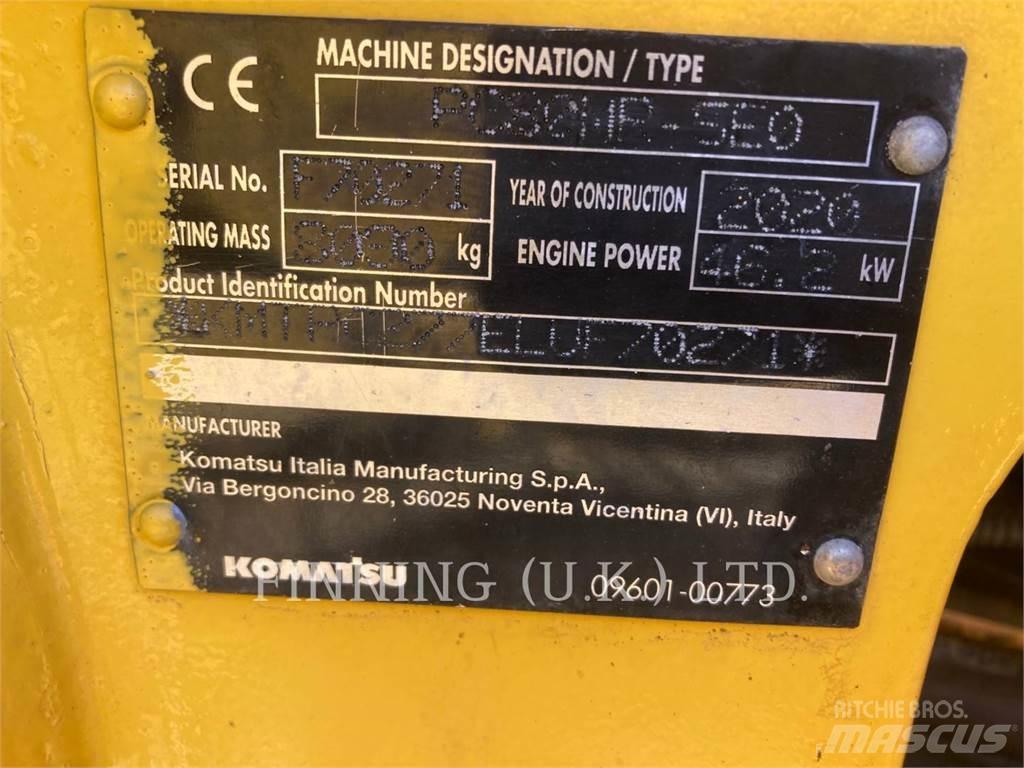 CE
MACHINE DESIGNATION / TYPE
PC80MR-5E0
SERIAL No. F70271
YEAR OF CONSTRUCTION 2020
OPERATING MASS kg
ENGINE POWER 46.2 kW
Product Identification Number
MANUFACTURER
Komatsu Italia Manufacturing S.p.A.,
Via Bergoncino 28, 36025 Noventa Vicentina (VI), Italy
KOMATSU
09601-00773
FINNING (U.K.) LTD.
RITCHIE BROS.
MASCUS